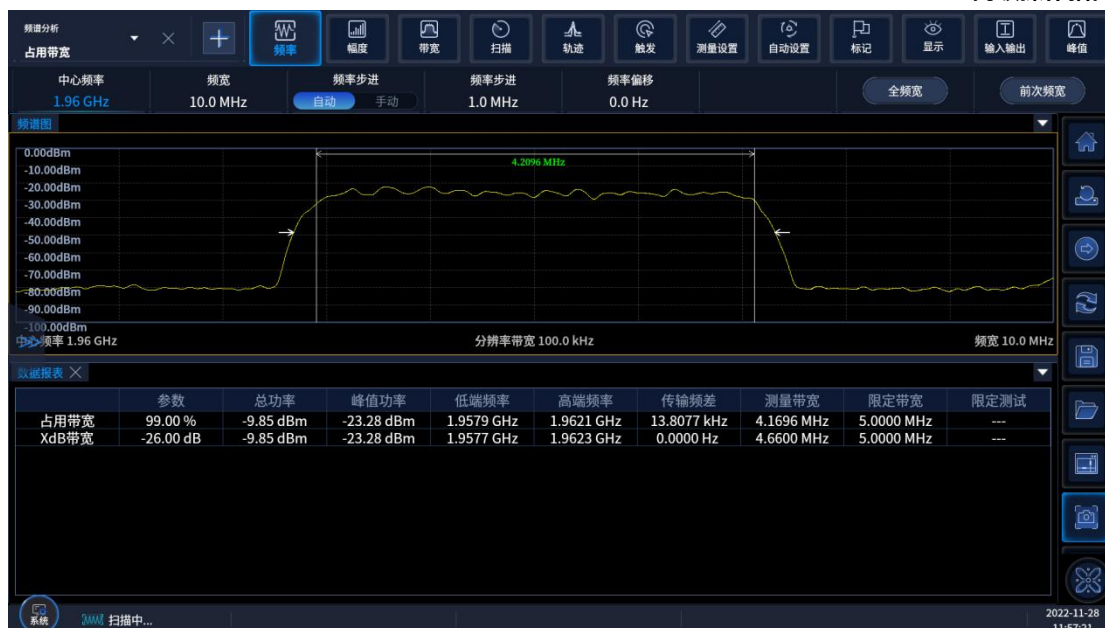 频谱分析
占用带宽
频率
幅度
带宽
扫描
轨迹
触发
测量设置
自动设置
标记
显示
输入输出
峰值
中心频率
1.96 GHz
频宽
10.0 MHz
频率步进
自动 手动
频率步进
1.0 MHz
频率偏移
0.0 Hz
全频宽
前次频宽
频谱图
0.00dBm
-10.00dBm
-20.00dBm
-30.00dBm
-40.00dBm
-50.00dBm
-60.00dBm
-70.00dBm
-80.00dBm
-90.00dBm
-100.00dBm
4.2096 MHz
中心频率 1.96 GHz 分辨率带宽 100.0 kHz 频宽 10.0 MHz
数据报表
参数 总功率 峰值功率 低端频率 高端频率 传输频差 测量带宽 限定带宽 限定测试
占用带宽 99.00 % -9.85 dBm -23.28 dBm 1.9579 GHz 1.9621 GHz 13.8077 kHz 4.1696 MHz 5.0000 MHz ---
XdB带宽 -26.00 dB -9.85 dBm -23.28 dBm 1.9577 GHz 1.9623 GHz 0.0000 Hz 4.6600 MHz 5.0000 MHz ---
系统
扫描中...
2022-11-28
11:57:21